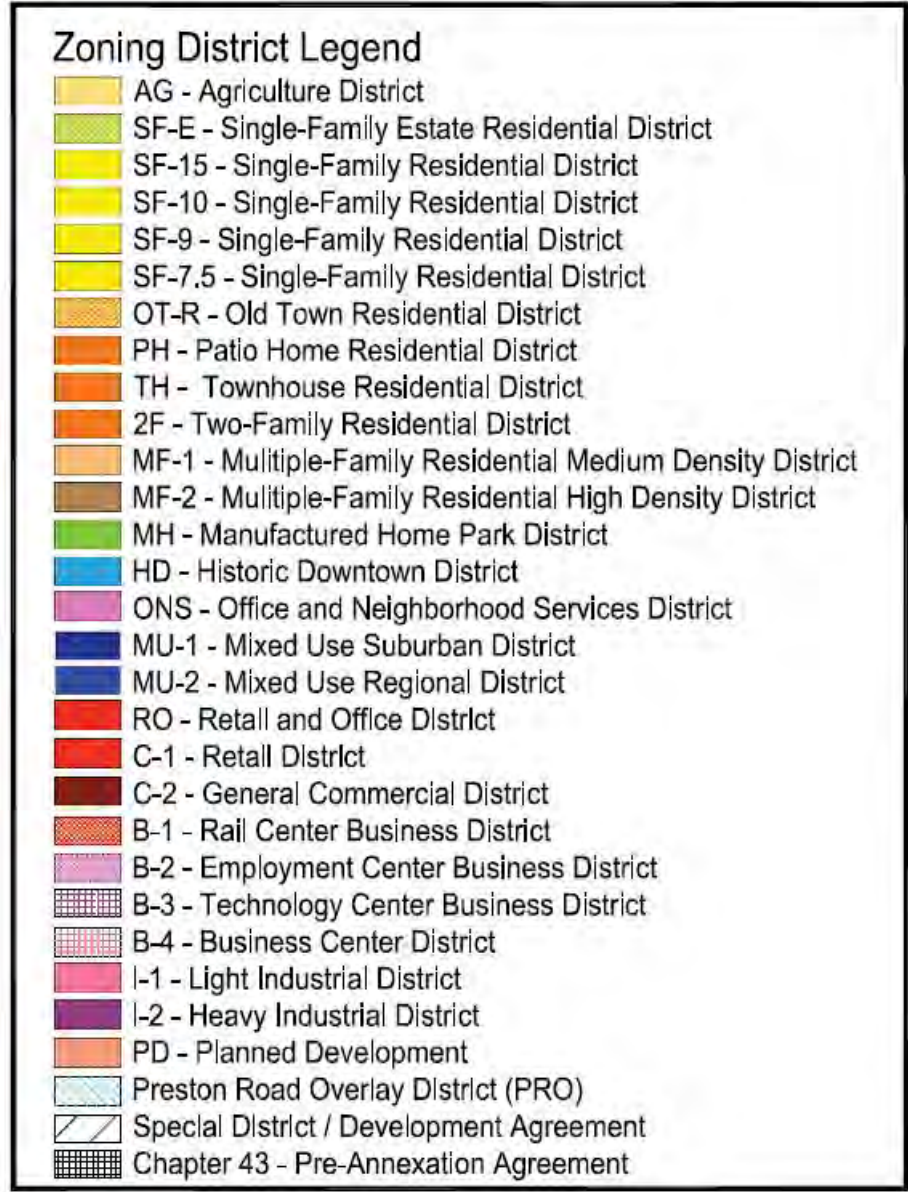 Zoning District Legend
AG - Agriculture District
SF-E - Single-Family Estate Residential District
SF-15 - Single-Family Residential District
SF-10 - Single-Family Residential District
SF-9 - Single-Family Residential District
SF-7.5 - Single-Family Residential District
OT-R - Old Town Residential District
PH - Patio Home Residential District
TH - Townhouse Residential District
2F - Two-Family Residential District
MF-1 - Mulitiple-Family Residential Medium Density District
MF-2 - Mulitiple-Family Residential High Density District
MH - Manufactured Home Park District
HD - Historic Downtown District
ONS - Office and Neighborhood Services District
MU-1 - Mixed Use Suburban District
MU-2 - Mixed Use Regional District
RO - Retail and Office District
C-1 - Retail District
C-2 - General Commercial District
B-1 - Rail Center Business District
B-2 - Employment Center Business District
B-3 - Technology Center Business District
B-4 - Business Center District
I-1 - Light Industrial District
I-2 - Heavy Industrial District
PD - Planned Development
Preston Road Overlay District (PRO)
Special District / Development Agreement
Chapter 43 - Pre-Annexation Agreement